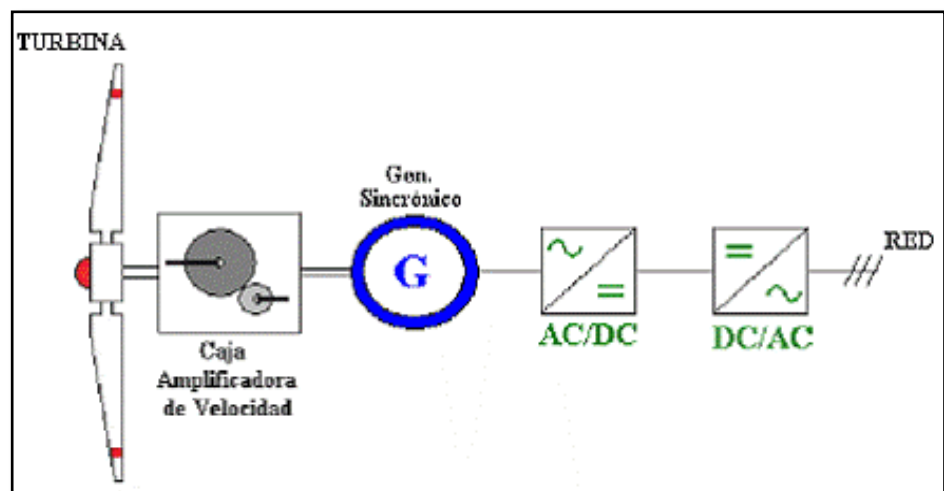 TURBINA
Gen.
Sincrónico
G
RED
AC/DC
DC/AC
Caja
Amplificadora
de Velocidad